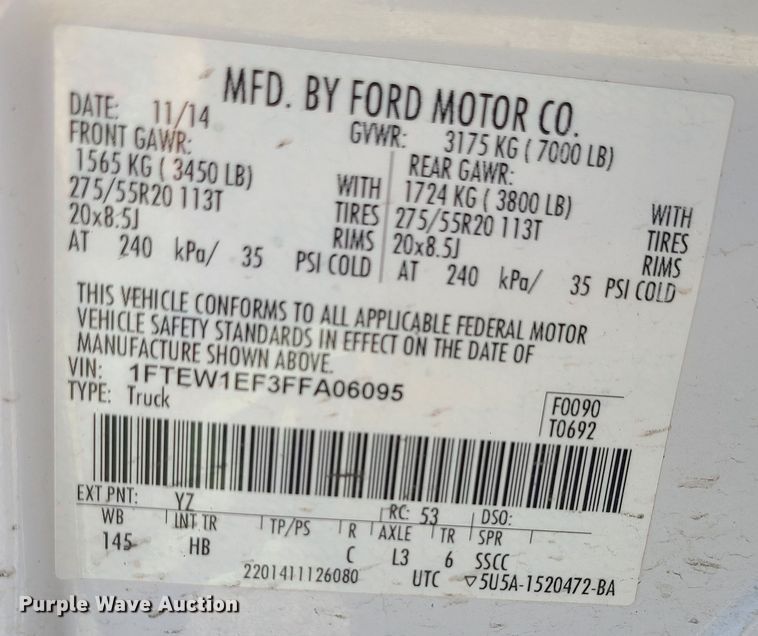 MFD. BY FORD MOTOR CO.
DATE: 11/14 GVWR: 3175 KG ( 7000 LB)
FRONT GAWR: REAR GAWR:
1565 KG ( 3450 LB) WITH 1724 KG ( 3800 LB) WITH
275/55R20 113T TIRES 275/55R20 113T TIRES
20x8.5J RIMS 20x8.5J RIMS
AT 240 kPa/ 35 PSI COLD AT 240 kPa/ 35 PSI COLD
THIS VEHICLE CONFORMS TO ALL APPLICABLE FEDERAL MOTOR
VEHICLE SAFETY STANDARDS IN EFFECT ON THE DATE OF
MANUFACTURE SHOWN ABOVE.
VIN: 1FTEW1EF3FFA06095
TYPE: Truck
F0090
T0692
EXT PNT: YZ RC: 53 DSO:
WB INT TR TP/PS R AXLE TR SPR
145 HB C L3 6 SSCC
2201411126080 UTC ▽5U5A-1520472-BA
Purple Wave Auction